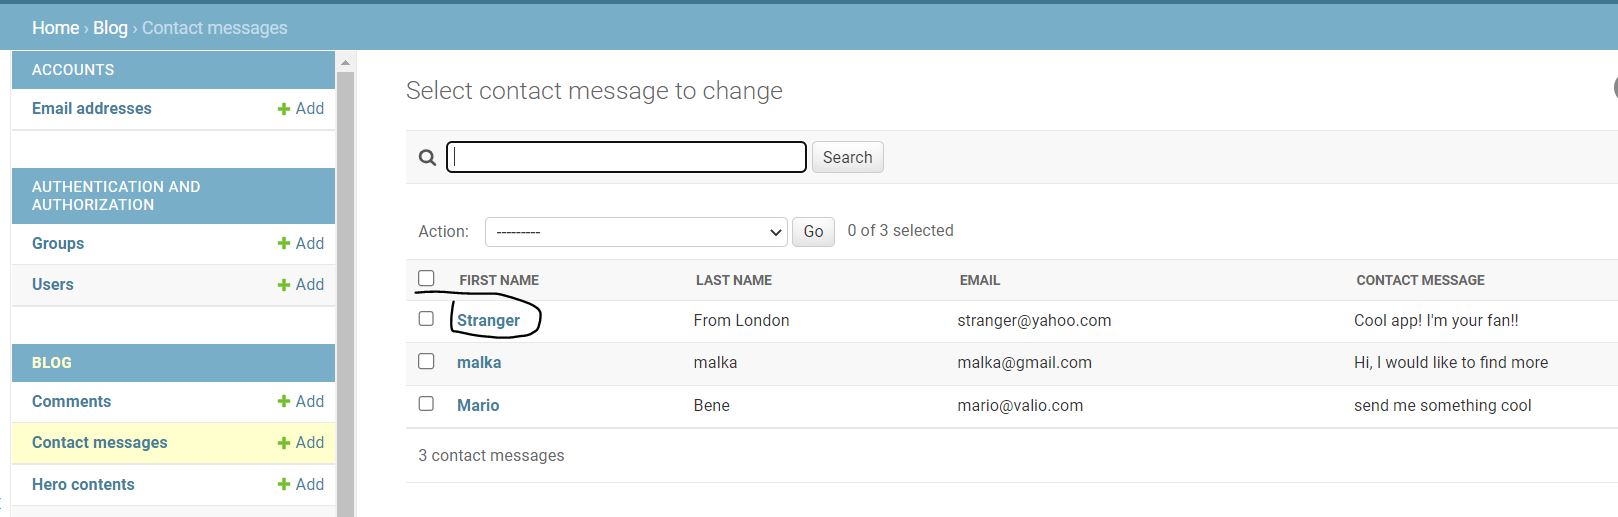 Home › Blog › Contact messages
ACCOUNTS
Email addresses + Add
AUTHENTICATION AND
AUTHORIZATION
Groups + Add
Users + Add
BLOG
Comments + Add
Contact messages + Add
Hero contents + Add
Select contact message to change
Search
Action: --------- Go 0 of 3 selected
FIRST NAME LAST NAME EMAIL CONTACT MESSAGE
Stranger From London stranger@yahoo.com Cool app! I'm your fan!!
malka malka malka@gmail.com Hi, I would like to find more
Mario Bene mario@valio.com send me something cool
3 contact messages